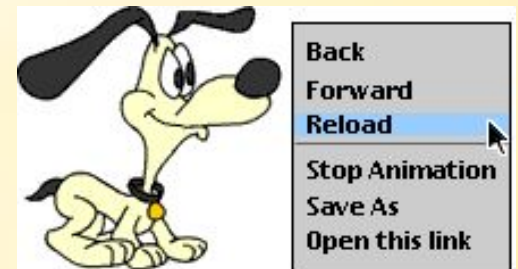 Back
Forward
Reload
Stop Animation
Save As
Open this link